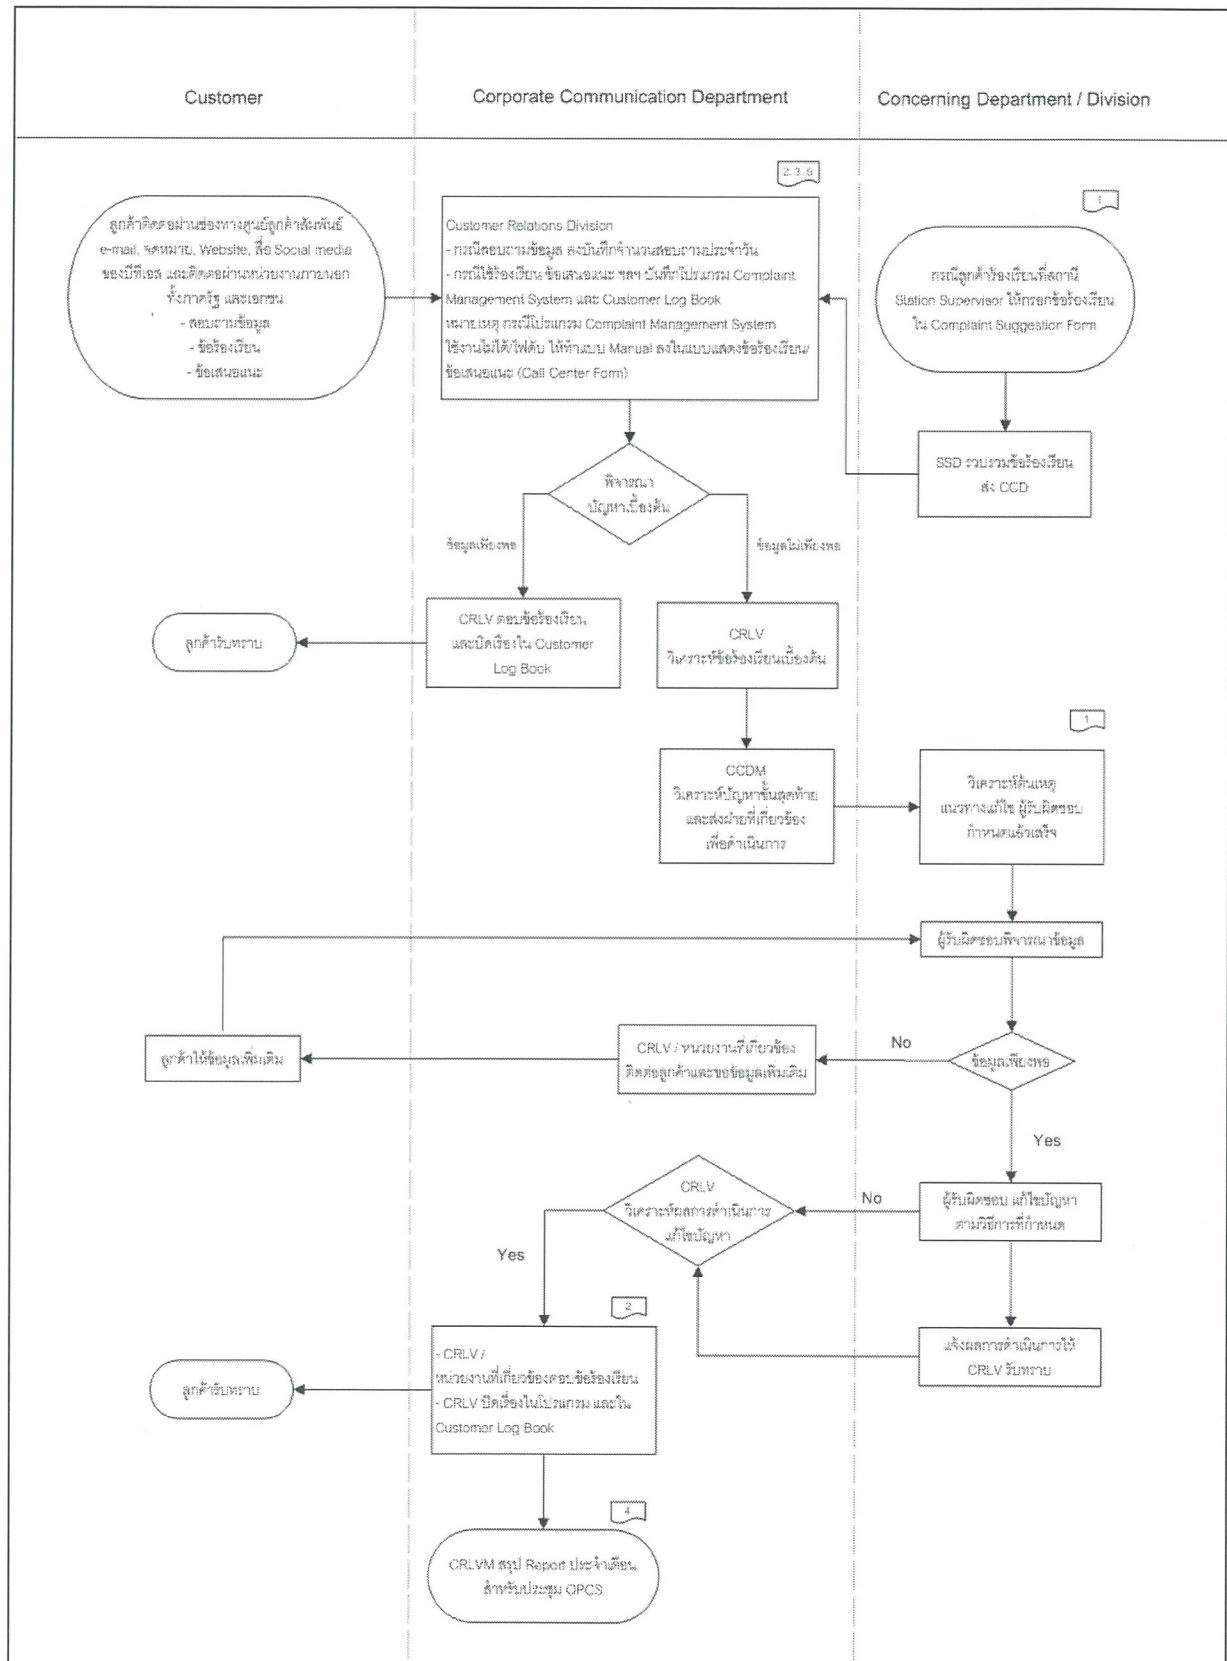 Customer
Corporate Communication Department
Concerning Department / Division
2. 3. 6
1
ลูกค้าติดต่อผ่านช่องทางศูนย์ลูกค้าสัมพันธ์
e-mail, จดหมาย, Website, สื่อ Social media
ของบีทีเอส และติดต่อผ่านหน่วยงานภายนอก
ทั้งภาครัฐ และเอกชน
- สอบถามข้อมูล
- ข้อร้องเรียน
- ข้อเสนอแนะ
Customer Relations Division
- กรณีสอบถามข้อมูล ลงบันทึกจำนวนสอบถามประจำวัน
- กรณีใช้ร้องเรียน ข้อเสนอแนะ ฯลฯ บันทึกโปรแกรม Complaint
Management System และ Customer Log Book
หมายเหตุ กรณีโปรแกรม Complaint Management System
ใช้งานไม่ได้/ไฟดับ ให้ทำแบบ Manual ลงในแบบแสดงข้อร้องเรียน/
ข้อเสนอแนะ (Call Center Form)
กรณีลูกค้าร้องเรียนที่สถานี
Station Supervisor ให้กรอกข้อร้องเรียน
ใน Complaint Suggestion Form
SSD รวบรวมข้อร้องเรียน
ส่ง CCD
พิจารณา
ปัญหาเบื้องต้น
ข้อมูลเพียงพอ
ข้อมูลไม่เพียงพอ
ลูกค้ารับทราบ
CRLV ตอบข้อร้องเรียน
และปิดเรื่องใน Customer
Log Book
CRLV
วิเคราะห์ข้อร้องเรียนเบื้องต้น
1
CCDM
วิเคราะห์ปัญหาขั้นสุดท้าย
และส่งฝ่ายที่เกี่ยวข้อง
เพื่อดำเนินการ
วิเคราะห์ต้นเหตุ
แนวทางแก้ไข ผู้รับผิดชอบ
กำหนดแล้วเสร็จ
ผู้รับผิดชอบพิจารณาข้อมูล
ลูกค้าให้ข้อมูลเพิ่มเติม
CRLV / หน่วยงานที่เกี่ยวข้อง
ติดต่อลูกค้าและขอข้อมูลเพิ่มเติม
No
ข้อมูลเพียงพอ
Yes
CRLV
วิเคราะห์ผลการดำเนินการ
แก้ไขปัญหา
No
ผู้รับผิดชอบ แก้ไขปัญหา
ตามวิธีการที่กำหนด
Yes
2
แจ้งผลการดำเนินการให้
CRLV รับทราบ
ลูกค้ารับทราบ
- CRLV /
หน่วยงานที่เกี่ยวข้องตอบข้อร้องเรียน
- CRLV ปิดเรื่องในโปรแกรม และใน
Customer Log Book
4
CRLVM สรุป Report ประจำเดือน
สำหรับประชุม OPCS